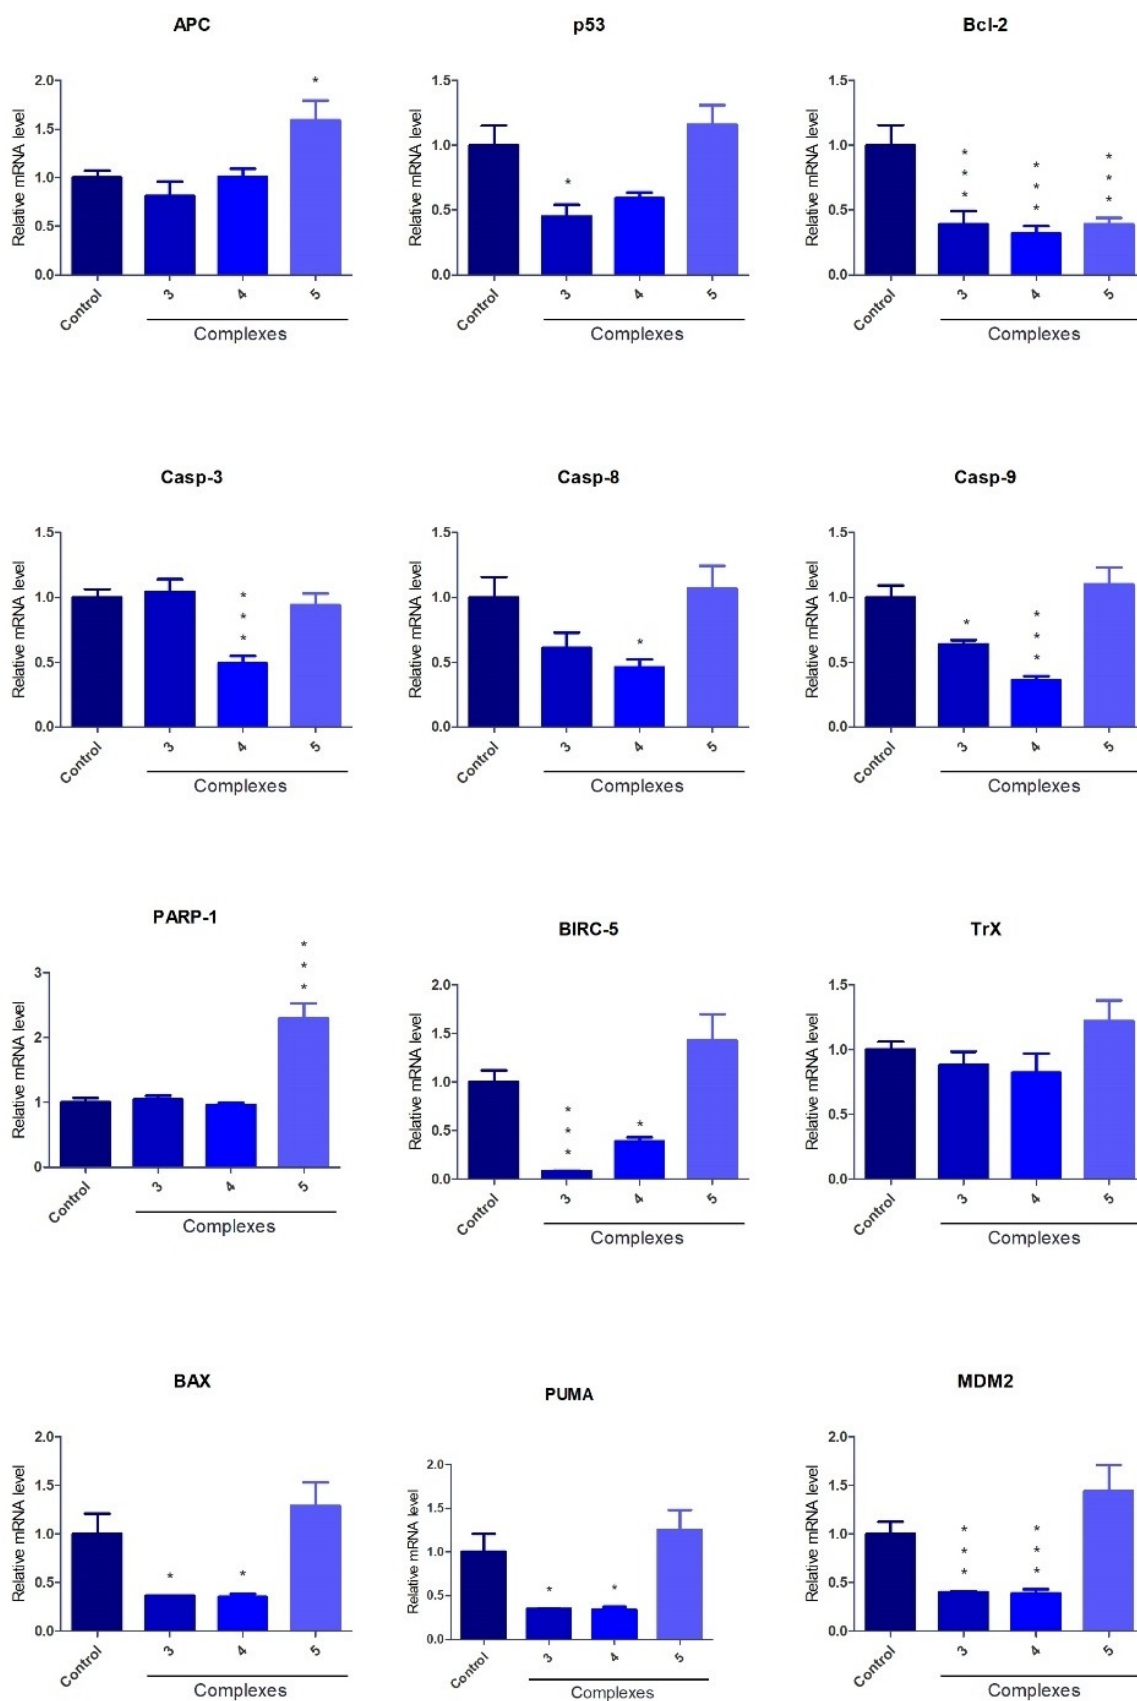 APC
p53
Bcl-2
Relative mRNA level
2.0
1.5
1.0
0.5
0.0
*
Control
3
4
5
Complexes
Relative mRNA level
1.5
1.0
0.5
0.0
*
Control
3
4
5
Complexes
Relative mRNA level
1.5
1.0
0.5
0.0
***
***
***
Control
3
4
5
Complexes
Casp-3
Casp-8
Casp-9
Relative mRNA level
1.5
1.0
0.5
0.0
***
Control
3
4
5
Complexes
Relative mRNA level
1.5
1.0
0.5
0.0
*
Control
3
4
5
Complexes
Relative mRNA level
1.5
1.0
0.5
0.0
*
***
Control
3
4
5
Complexes
PARP-1
BIRC-5
TrX
Relative mRNA level
3
2
1
0
***
Control
3
4
5
Complexes
Relative mRNA level
2.0
1.5
1.0
0.5
0.0
***
*
Control
3
4
5
Complexes
Relative mRNA level
1.5
1.0
0.5
0.0
Control
3
4
5
Complexes
BAX
PUMA
MDM2
Relative mRNA level
2.0
1.5
1.0
0.5
0.0
*
*
Control
3
4
5
Complexes
Relative mRNA level
2.0
1.5
1.0
0.5
0.0
*
*
Control
3
4
5
Complexes
Relative mRNA level
2.0
1.5
1.0
0.5
0.0
***
***
Control
3
4
5
Complexes